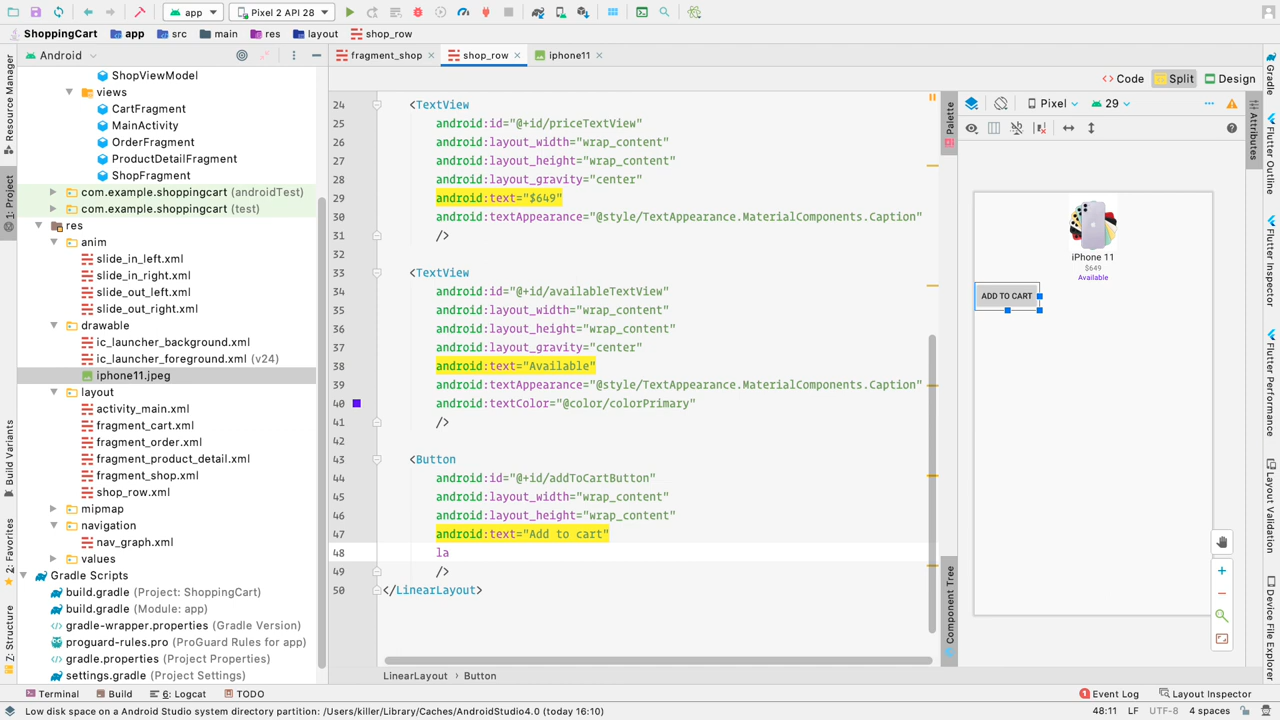 app
Pixel 2 API 28
ShoppingCart
app
src
main
res
layout
shop_row
Android
fragment_shop
shop_row
iphone11
Code
Split
Design
Resource Manager
1: Project
Build Variants
2: Favorites
7: Structure
ShopViewModel
views
CartFragment
MainActivity
OrderFragment
ProductDetailFragment
ShopFragment
com.example.shoppingcart (androidTest)
com.example.shoppingcart (test)
res
anim
slide_in_left.xml
slide_in_right.xml
slide_out_left.xml
slide_out_right.xml
drawable
ic_launcher_background.xml
ic_launcher_foreground.xml (v24)
iphone11.jpeg
layout
activity_main.xml
fragment_cart.xml
fragment_order.xml
fragment_product_detail.xml
fragment_shop.xml
shop_row.xml
mipmap
navigation
nav_graph.xml
values
Gradle Scripts
build.gradle (Project: ShoppingCart)
build.gradle (Module: app)
gradle-wrapper.properties (Gradle Version)
proguard-rules.pro (ProGuard Rules for app)
gradle.properties (Project Properties)
settings.gradle (Project Settings)
24 <TextView
25 android:id="@+id/priceTextView"
26 android:layout_width="wrap_content"
27 android:layout_height="wrap_content"
28 android:layout_gravity="center"
29 android:text="$649"
30 android:textAppearance="@style/TextAppearance.MaterialComponents.Caption"
31 />
32
33 <TextView
34 android:id="@+id/availableTextView"
35 android:layout_width="wrap_content"
36 android:layout_height="wrap_content"
37 android:layout_gravity="center"
38 android:text="Available"
39 android:textAppearance="@style/TextAppearance.MaterialComponents.Caption"
40 android:textColor="@color/colorPrimary"
41 />
42
43 <Button
44 android:id="@+id/addToCartButton"
45 android:layout_width="wrap_content"
46 android:layout_height="wrap_content"
47 android:text="Add to cart"
48 la
49 />
50 </LinearLayout>
LinearLayout › Button
Palette
Component Tree
Pixel
29
iPhone 11
$649
Available
ADD TO CART
Attributes
Gradle
Flutter Outline
Flutter Inspector
Flutter Performance
Layout Validation
Device File Explorer
Terminal
Build
6: Logcat
TODO
1 Event Log
Layout Inspector
Low disk space on a Android Studio system directory partition: /Users/killer/Library/Caches/AndroidStudio4.0 (today 16:10)
48:11 LF UTF-8 4 spaces